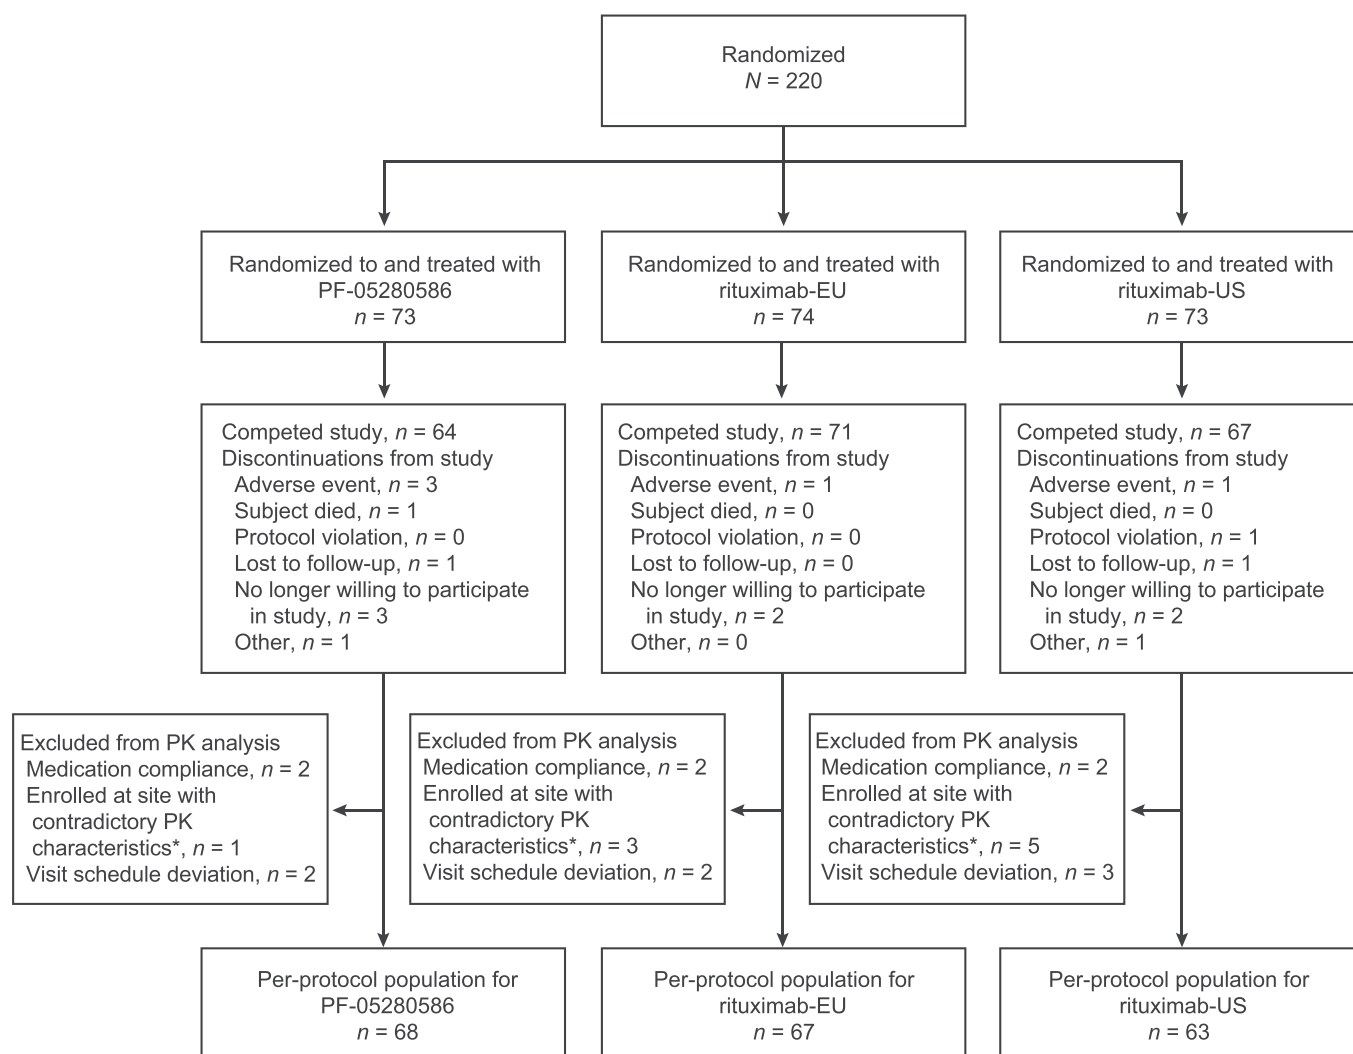 Randomized
N = 220
Randomized to and treated with
PF-05280586
n = 73
Randomized to and treated with
rituximab-EU
n = 74
Randomized to and treated with
rituximab-US
n = 73
Competed study, n = 64
Discontinuations from study
Adverse event, n = 3
Subject died, n = 1
Protocol violation, n = 0
Lost to follow-up, n = 1
No longer willing to participate
in study, n = 3
Other, n = 1
Competed study, n = 71
Discontinuations from study
Adverse event, n = 1
Subject died, n = 0
Protocol violation, n = 0
Lost to follow-up, n = 0
No longer willing to participate
in study, n = 2
Other, n = 0
Competed study, n = 67
Discontinuations from study
Adverse event, n = 1
Subject died, n = 0
Protocol violation, n = 1
Lost to follow-up, n = 1
No longer willing to participate
in study, n = 2
Other, n = 1
Excluded from PK analysis
Medication compliance, n = 2
Enrolled at site with
contradictory PK
characteristics*, n = 1
Visit schedule deviation, n = 2
Excluded from PK analysis
Medication compliance, n = 2
Enrolled at site with
contradictory PK
characteristics*, n = 3
Visit schedule deviation, n = 2
Excluded from PK analysis
Medication compliance, n = 2
Enrolled at site with
contradictory PK
characteristics*, n = 5
Visit schedule deviation, n = 3
Per-protocol population for
PF-05280586
n = 68
Per-protocol population for
rituximab-EU
n = 67
Per-protocol population for
rituximab-US
n = 63